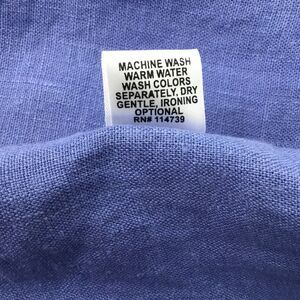 MACHINE WASH
WARM WATER
WASH COLORS
SEPARATELY, DRY
GENTLE, IRONING
OPTIONAL
RN# 114739